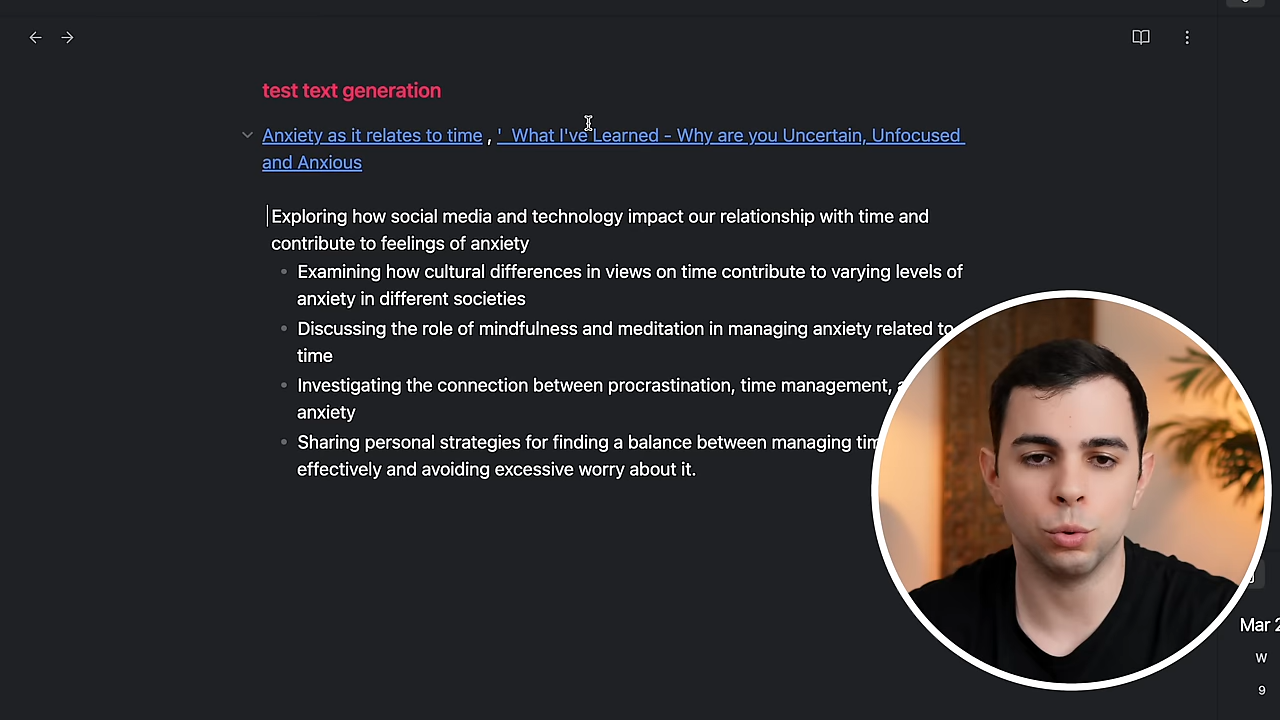 test text generation
Anxiety as it relates to time , ' What I've Learned - Why are you Uncertain, Unfocused
and Anxious
Exploring how social media and technology impact our relationship with time and
contribute to feelings of anxiety
Examining how cultural differences in views on time contribute to varying levels of
anxiety in different societies
Discussing the role of mindfulness and meditation in managing anxiety related to
time
Investigating the connection between procrastination, time management,
anxiety
Sharing personal strategies for finding a balance between managing
effectively and avoiding excessive worry about it.
Mar
W
9